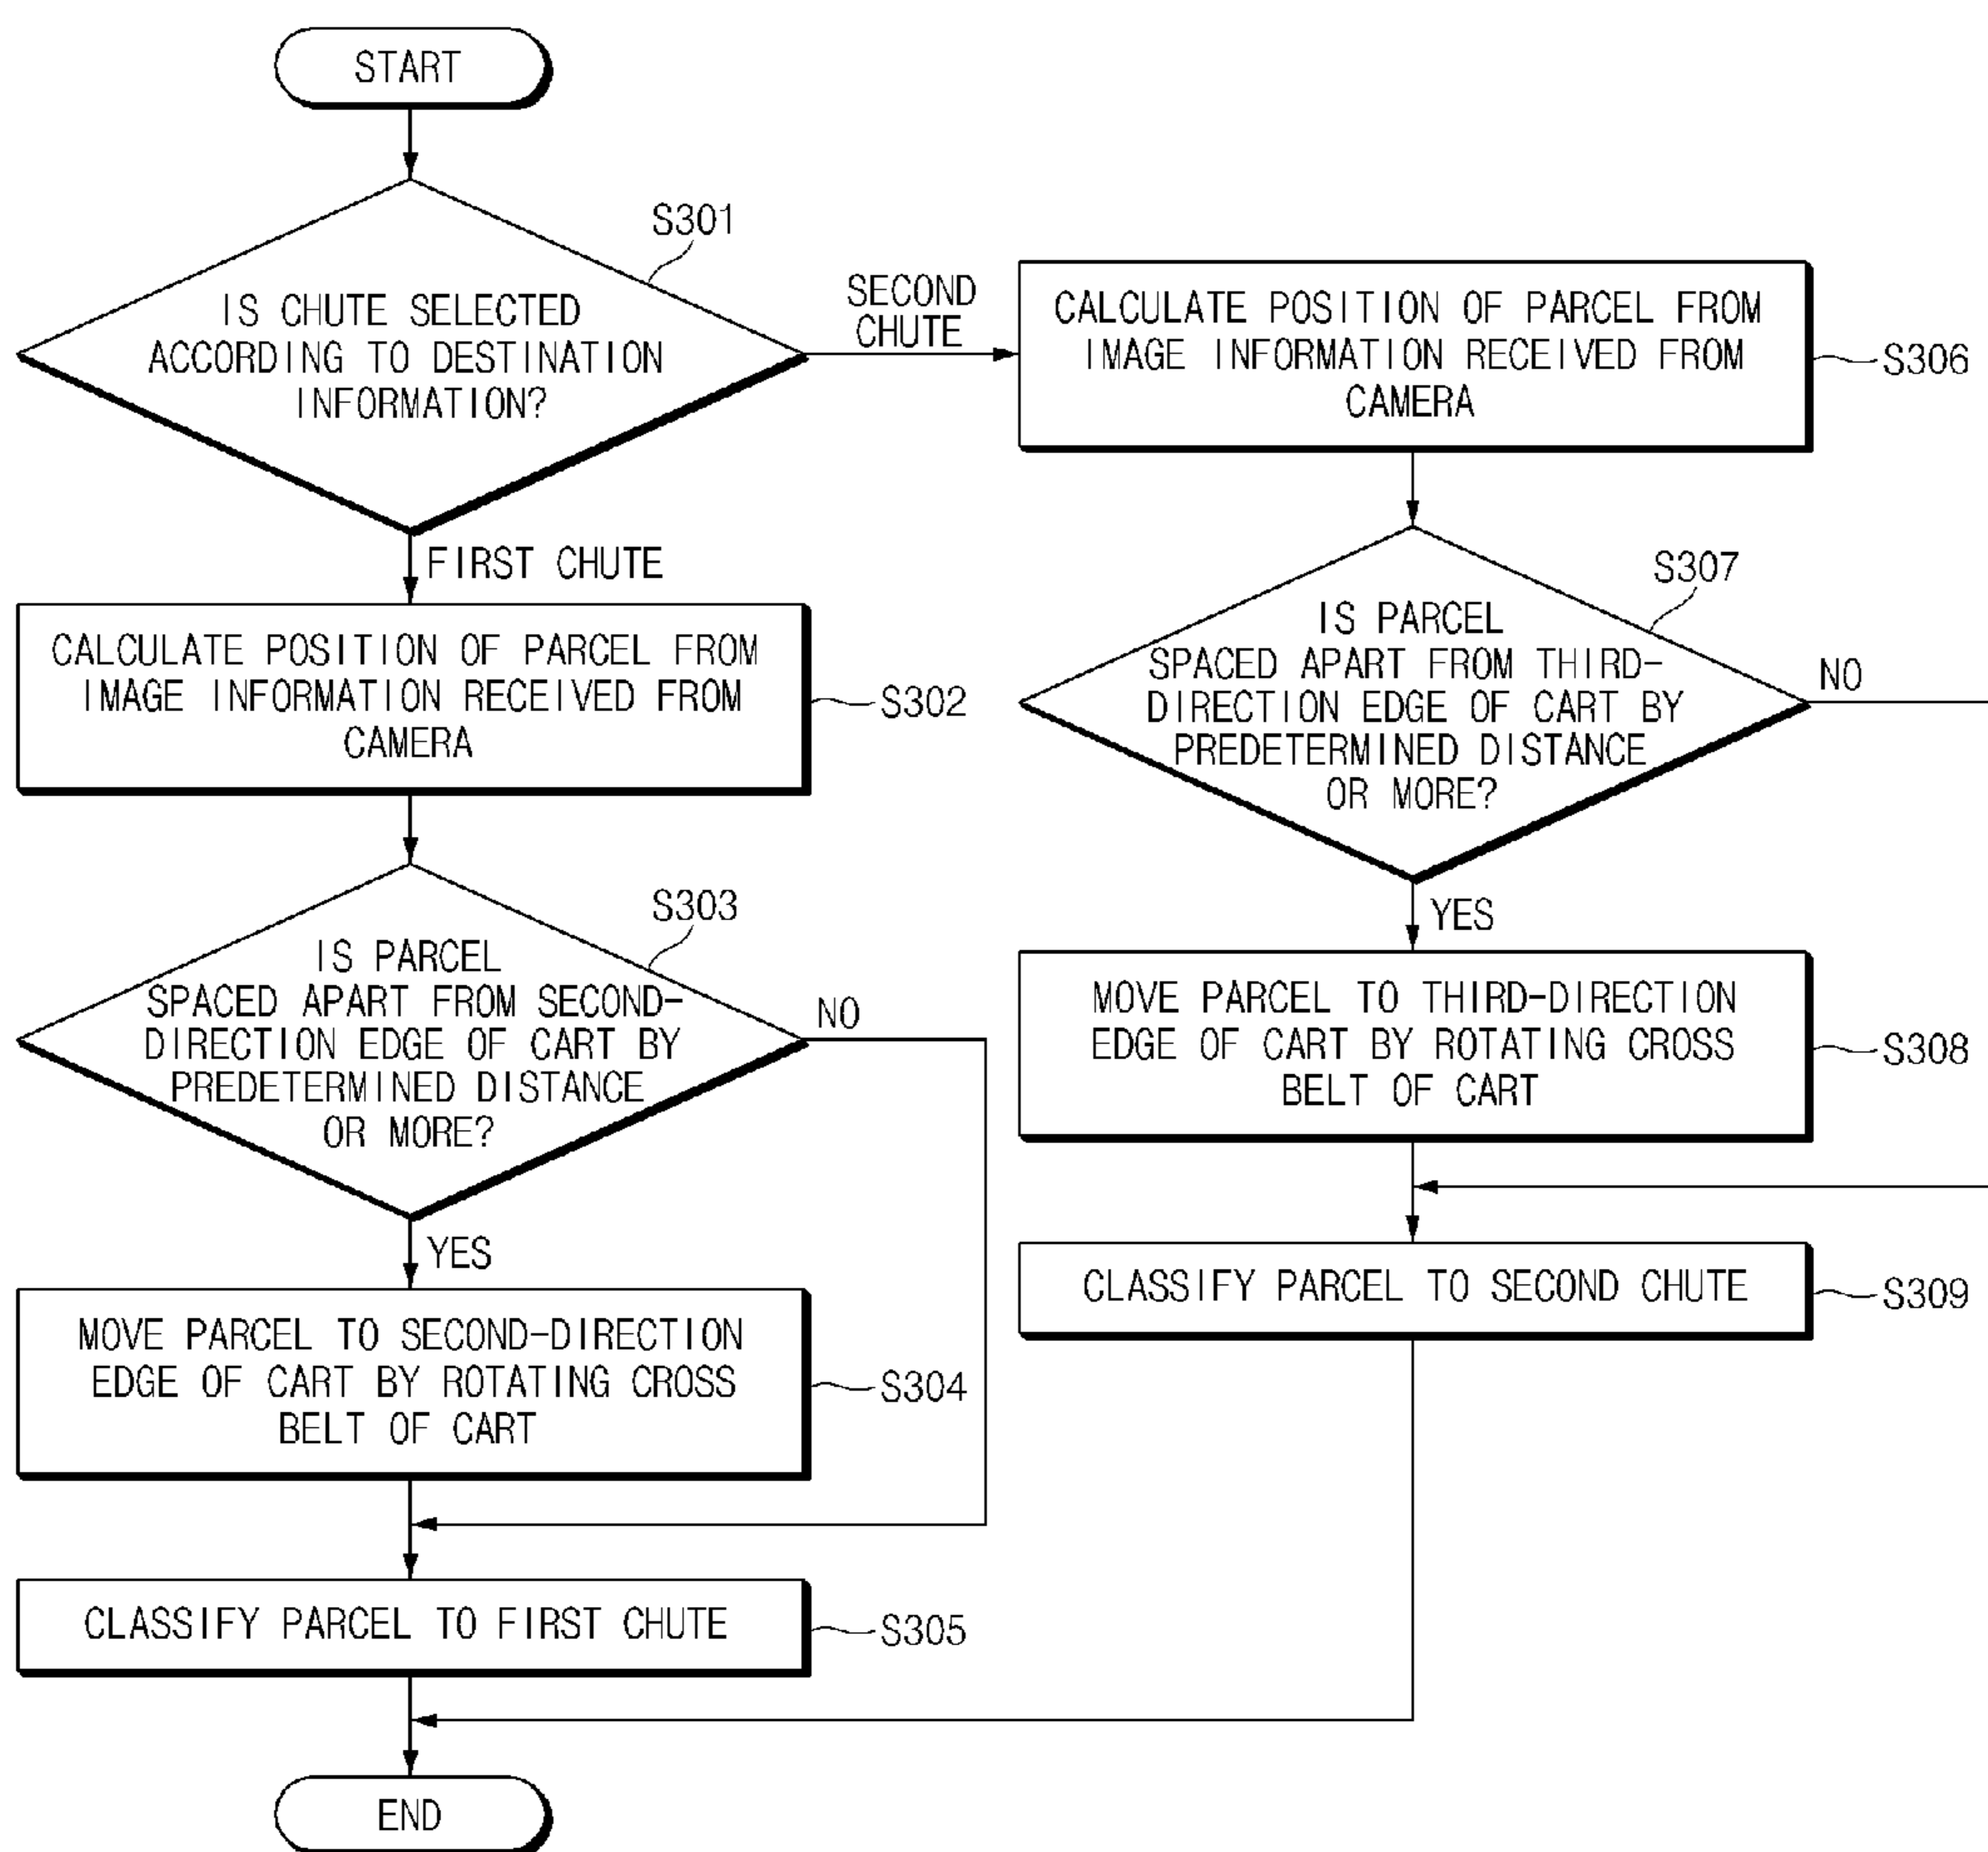 START
S301
IS CHUTE SELECTED
ACCORDING TO DESTINATION
INFORMATION?
SECOND
CHUTE
FIRST CHUTE
CALCULATE POSITION OF PARCEL FROM
IMAGE INFORMATION RECEIVED FROM
CAMERA
S302
S303
IS PARCEL
SPACED APART FROM SECOND-
DIRECTION EDGE OF CART BY
PREDETERMINED DISTANCE
OR MORE?
NO
YES
MOVE PARCEL TO SECOND-DIRECTION
EDGE OF CART BY ROTATING CROSS
BELT OF CART
S304
CLASSIFY PARCEL TO FIRST CHUTE
S305
CALCULATE POSITION OF PARCEL FROM
IMAGE INFORMATION RECEIVED FROM
CAMERA
S306
S307
IS PARCEL
SPACED APART FROM THIRD-
DIRECTION EDGE OF CART BY
PREDETERMINED DISTANCE
OR MORE?
NO
YES
MOVE PARCEL TO THIRD-DIRECTION
EDGE OF CART BY ROTATING CROSS
BELT OF CART
S308
CLASSIFY PARCEL TO SECOND CHUTE
S309
END